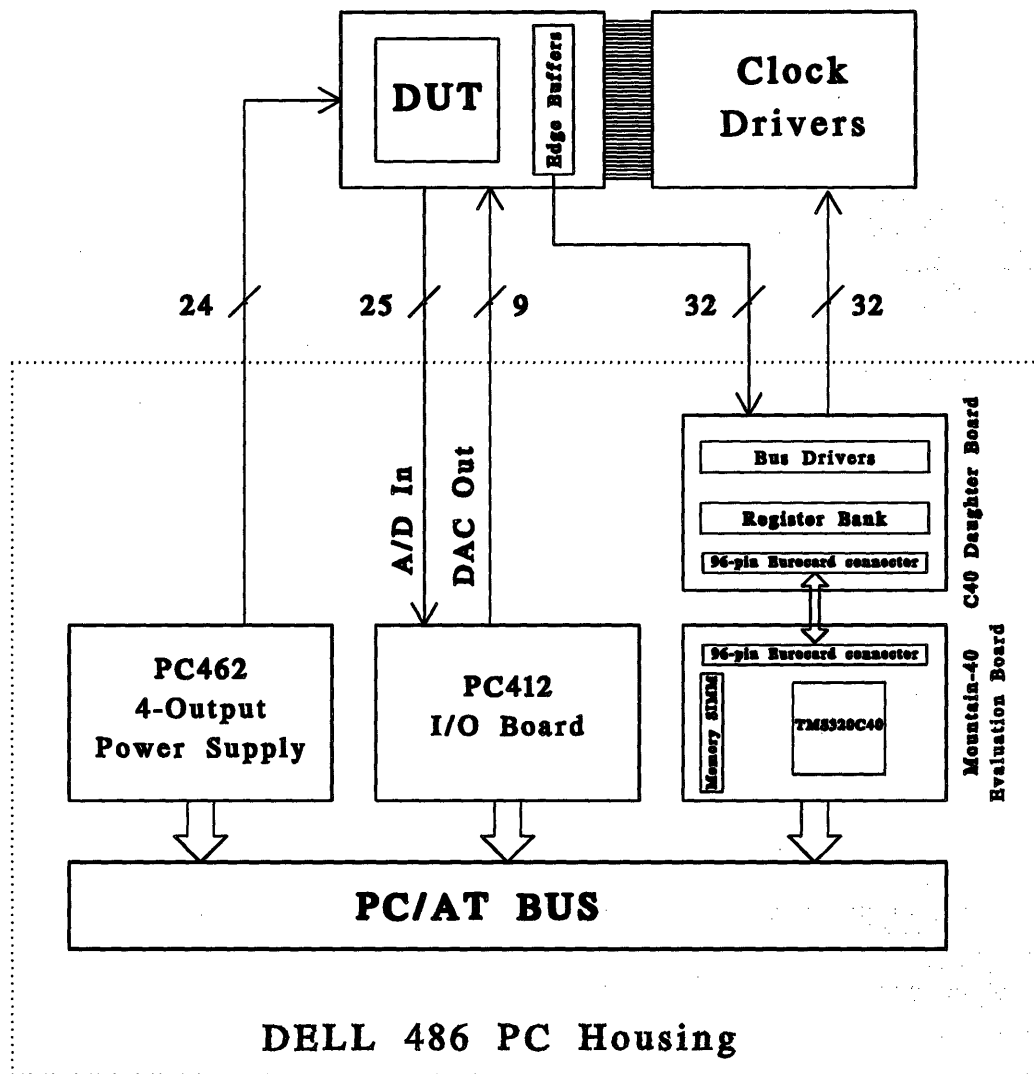 DUT
Edge Buffers
Clock
Drivers
24
25
9
32
32
A/D In
DAC Out
Bus Drivers
Register Bank
96-pin Eurocard connector
C40 Daughter Board
PC462
4-Output
Power Supply
PC412
I/O Board
96-pin Eurocard connector
Memory SIMM
TMS320C40
Mountain-40
Evaluation Board
PC/AT BUS
DELL 486 PC Housing